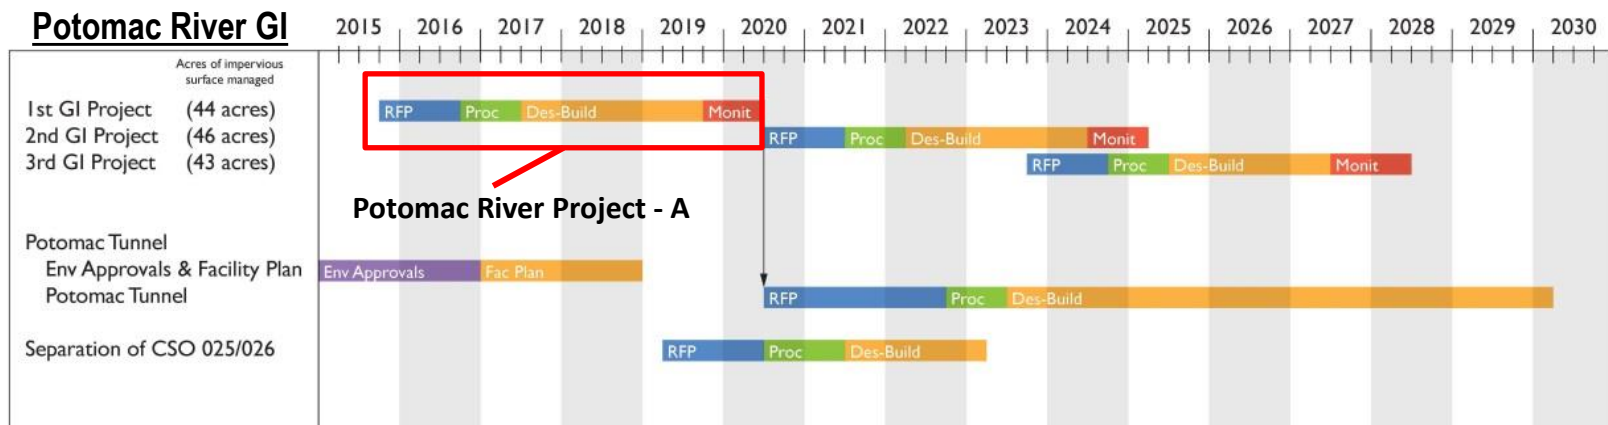 Potomac River GI
2015 2016 2017 2018 2019 2020 2021 2022 2023 2024 2025 2026 2027 2028 2029 2030
Acres of impervious
surface managed
1st GI Project (44 acres) RFP Proc Des-Build Monit
2nd GI Project (46 acres) RFP Proc Des-Build Monit
3rd GI Project (43 acres) RFP Proc Des-Build Monit
Potomac River Project - A
Potomac Tunnel
Env Approvals & Facility Plan Env Approvals Fac Plan
Potomac Tunnel RFP Proc Des-Build
Separation of CSO 025/026 RFP Proc Des-Build